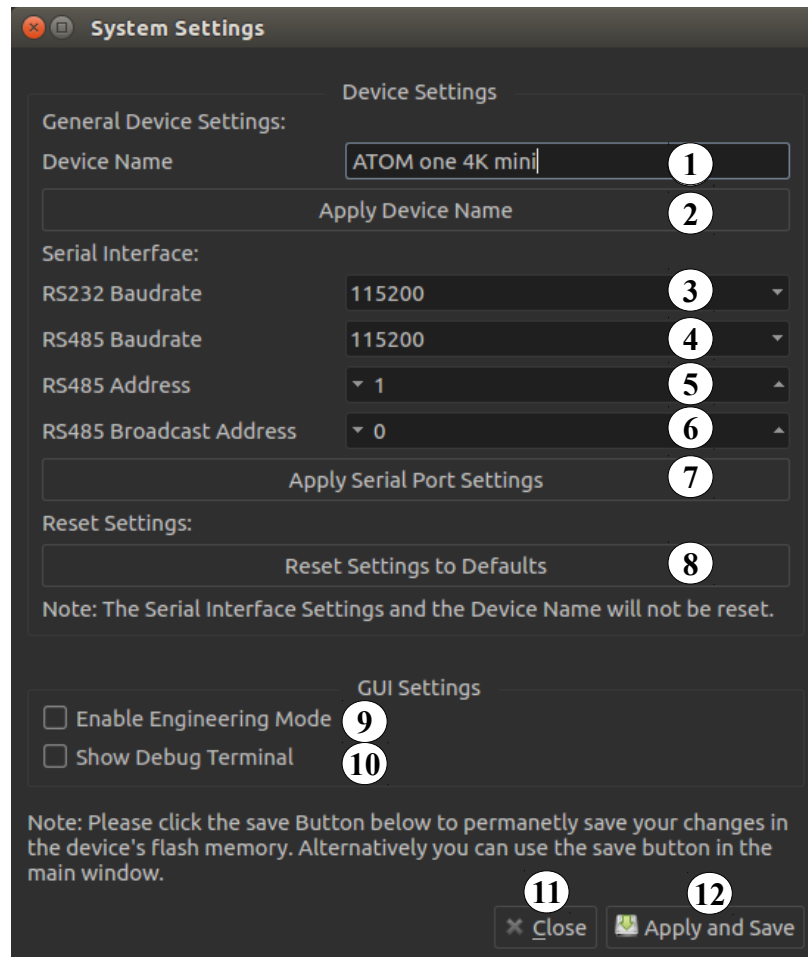 System Settings
Device Settings
General Device Settings:
Device Name ATOM one 4K mini 1
Apply Device Name 2
Serial Interface:
RS232 Baudrate 115200 3
RS485 Baudrate 115200 4
RS485 Address 1 5
RS485 Broadcast Address 0 6
Apply Serial Port Settings 7
Reset Settings:
Reset Settings to Defaults 8
Note: The Serial Interface Settings and the Device Name will not be reset.
GUI Settings
Enable Engineering Mode 9
Show Debug Terminal 10
Note: Please click the save Button below to permanetly save your changes in
the device's flash memory. Alternatively you can use the save button in the
main window.
11 12
Close Apply and Save